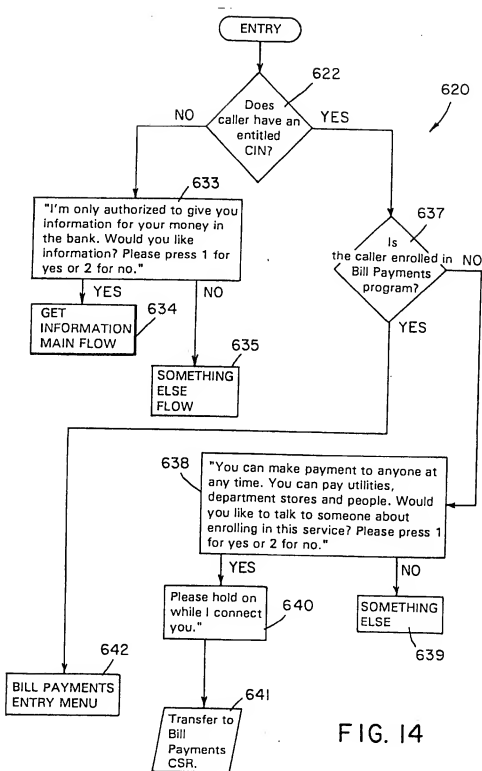 ENTRY
622
620
Does
caller have an
entitled
CIN?
NO
YES
633
"I'm only authorized to give you
information for your money in
the bank. Would you like
information? Please press 1 for
yes or 2 for no."
637
Is
the caller enrolled in
Bill Payments
program?
NO
YES
YES
NO
GET
INFORMATION
MAIN FLOW
634
635
SOMETHING
ELSE
FLOW
638
"You can make payment to anyone at
any time. You can pay utilities,
department stores and people. Would
you like to talk to someone about
enrolling in this service? Please press 1
for yes or 2 for no."
YES
NO
Please hold on
while I connect
you."
640
SOMETHING
ELSE
639
642
BILL PAYMENTS
ENTRY MENU
641
Transfer to
Bill
Payments
CSR.
FIG. 14